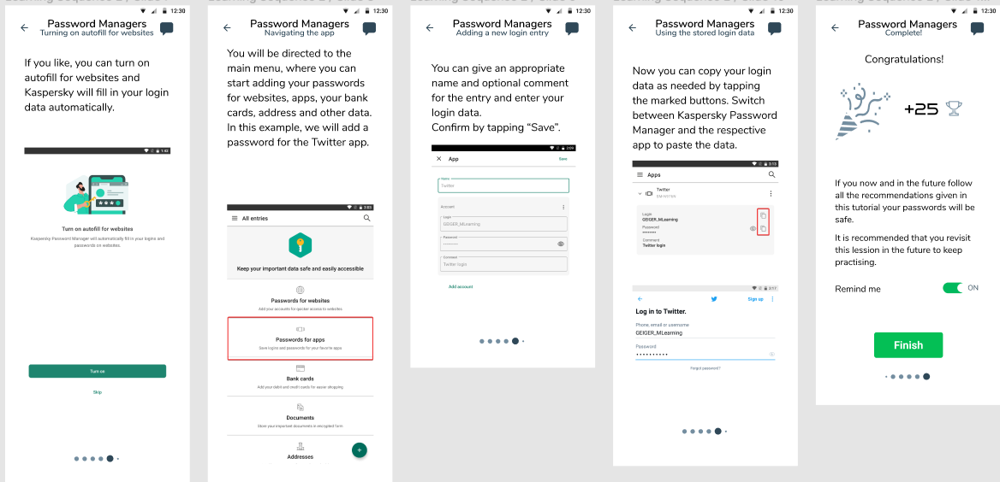 12:30
Password Managers
Turning on autofill for websites
If you like, you can turn on
autofill for websites and
Kaspersky will fill in your login
data automatically.
1:42
Turn on autofill for websites
Kaspersky Password Manager will automatically fill in your logins and
passwords on websites.
Turn on
Skip
12:30
Password Managers
Navigating the app
You will be directed to the
main menu, where you can
start adding your passwords
for websites, apps, your bank
cards, address and other data.
In this example, we will add a
password for the Twitter app.
3:05
All entries
Keep your important data safe and easily accessible
Passwords for websites
Add your accounts for quicker access to websites
Passwords for apps
Save logins and passwords for your favorite apps
Bank cards
Add your debit and credit cards for easier shopping
Documents
Store your important documents in encrypted form
Addresses
12:30
Password Managers
Adding a new login entry
You can give an appropriate
name and optional comment
for the entry and enter your
login data.
Confirm by tapping “Save”.
2:09
App
Save
Name
Twitter
Account
Login
GEIGER_MLearning
Password
Comment
Twitter login
Add account
12:30
Password Managers
Using the stored login data
Now you can copy your login
data as needed by tapping
the marked buttons. Switch
between Kaspersky Password
Manager and the respective
app to paste the data.
3:13
Apps
Twitter
Login
GEIGER_MLearning
Password
Comment
Twitter login
3:17
Sign up
Log in to Twitter.
Phone, email or username
GEIGER_MLearning
Password
Forgot password?
12:30
Password Managers
Complete!
Congratulations!
+25
If you now and in the future follow
all the recommendations given in
this tutorial your passwords will be
safe.
It is recommended that you revisit
this lession in the future to keep
practising.
Remind me
ON
Finish